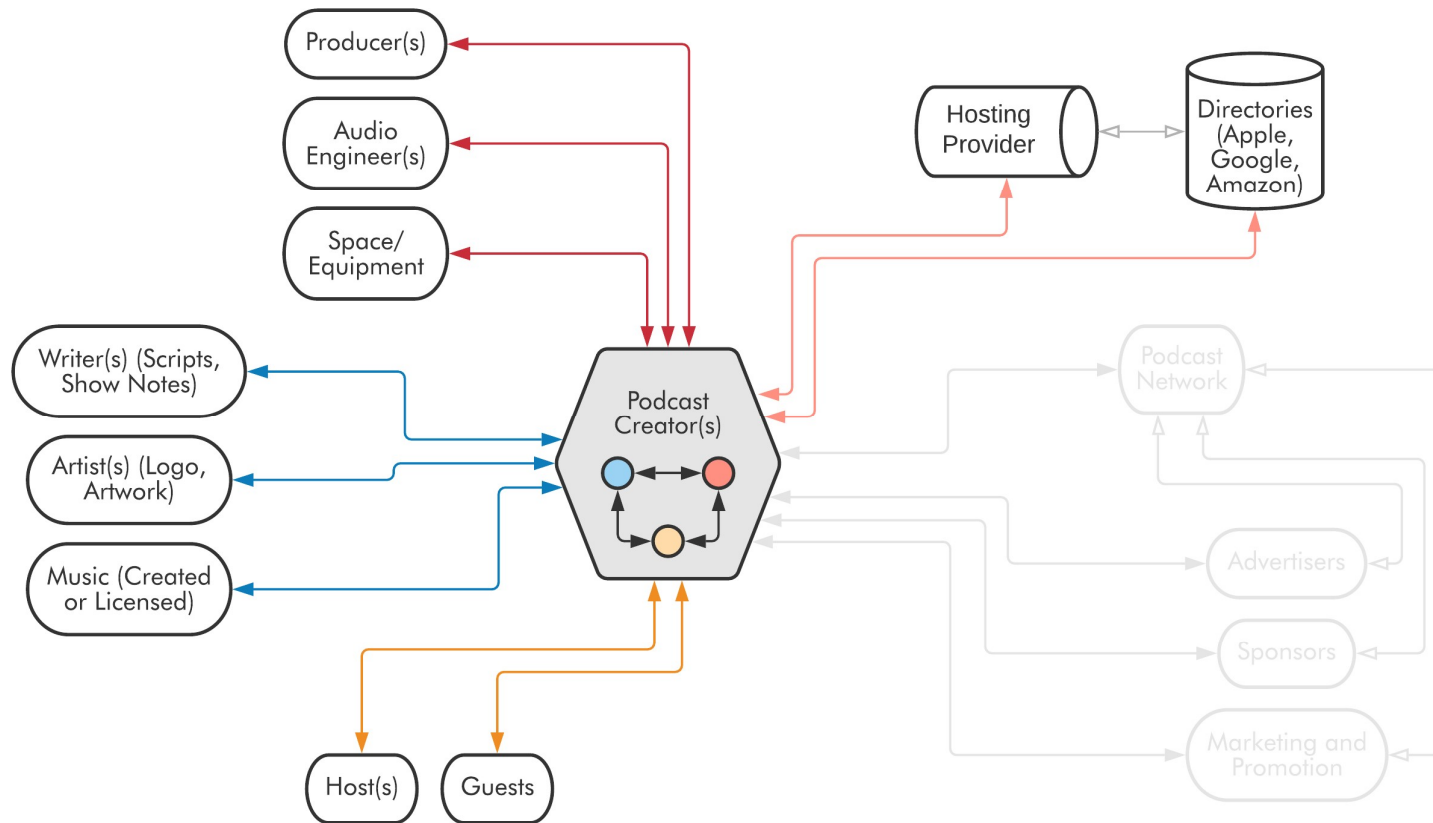 Producer(s)
Audio
Engineer(s)
Space/
Equipment
Writer(s) (Scripts,
Show Notes)
Artist(s) (Logo,
Artwork)
Music (Created
or Licensed)
Podcast
Creator(s)
Host(s)
Guests
Hosting
Provider
Directories
(Apple,
Google,
Amazon)
Podcast
Network
Advertisers
Sponsors
Marketing and
Promotion